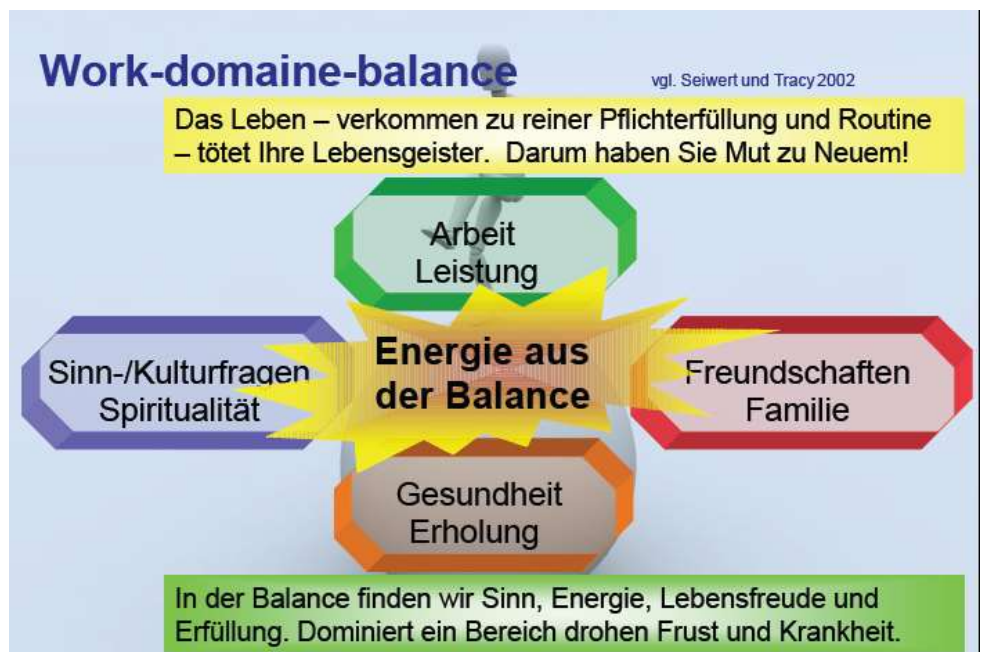 Work-domaine-balance
vgl. Seiwert und Tracy 2002
Das Leben – verkommen zu reiner Pflichterfüllung und Routine
– tötet Ihre Lebensgeister. Darum haben Sie Mut zu Neuem!
Arbeit
Leistung
Sinn-/Kulturfragen
Spiritualität
Energie aus
der Balance
Freundschaften
Familie
Gesundheit
Erholung
In der Balance finden wir Sinn, Energie, Lebensfreude und
Erfüllung. Dominiert ein Bereich drohen Frust und Krankheit.